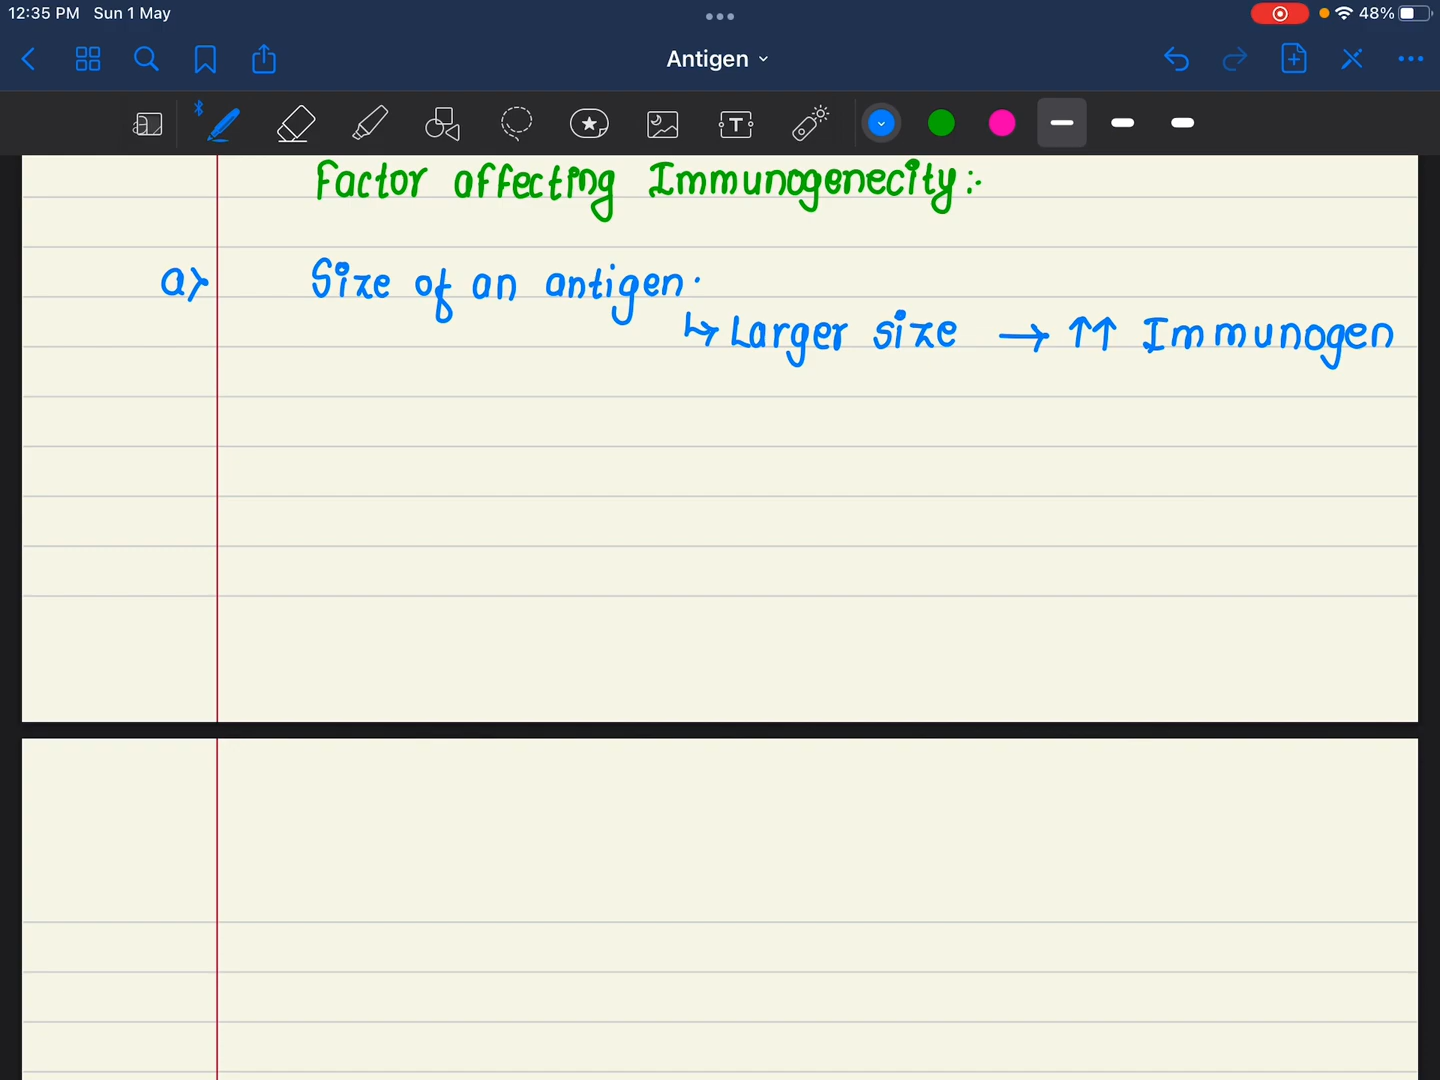 12:35 PM Sun 1 May
48%
Antigen
Factor affecting Immunogenecity :-
a> Size of an antigen.
↳ Larger size → ↑↑ Immunogen